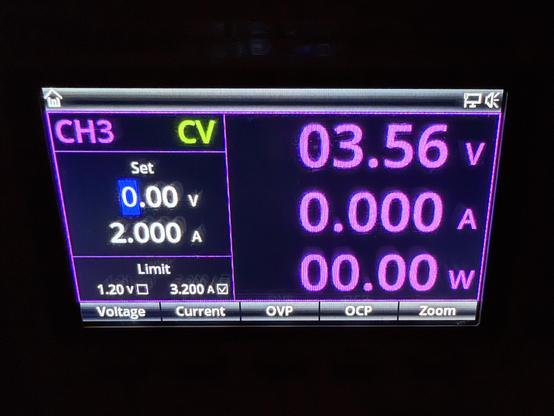 CH3 CV
Set
0.00 V
2.000 A
Limit
1.20 V 3.200 A
03.56 V
0.000 A
00.00 W
Voltage Current OVP OCP Zoom